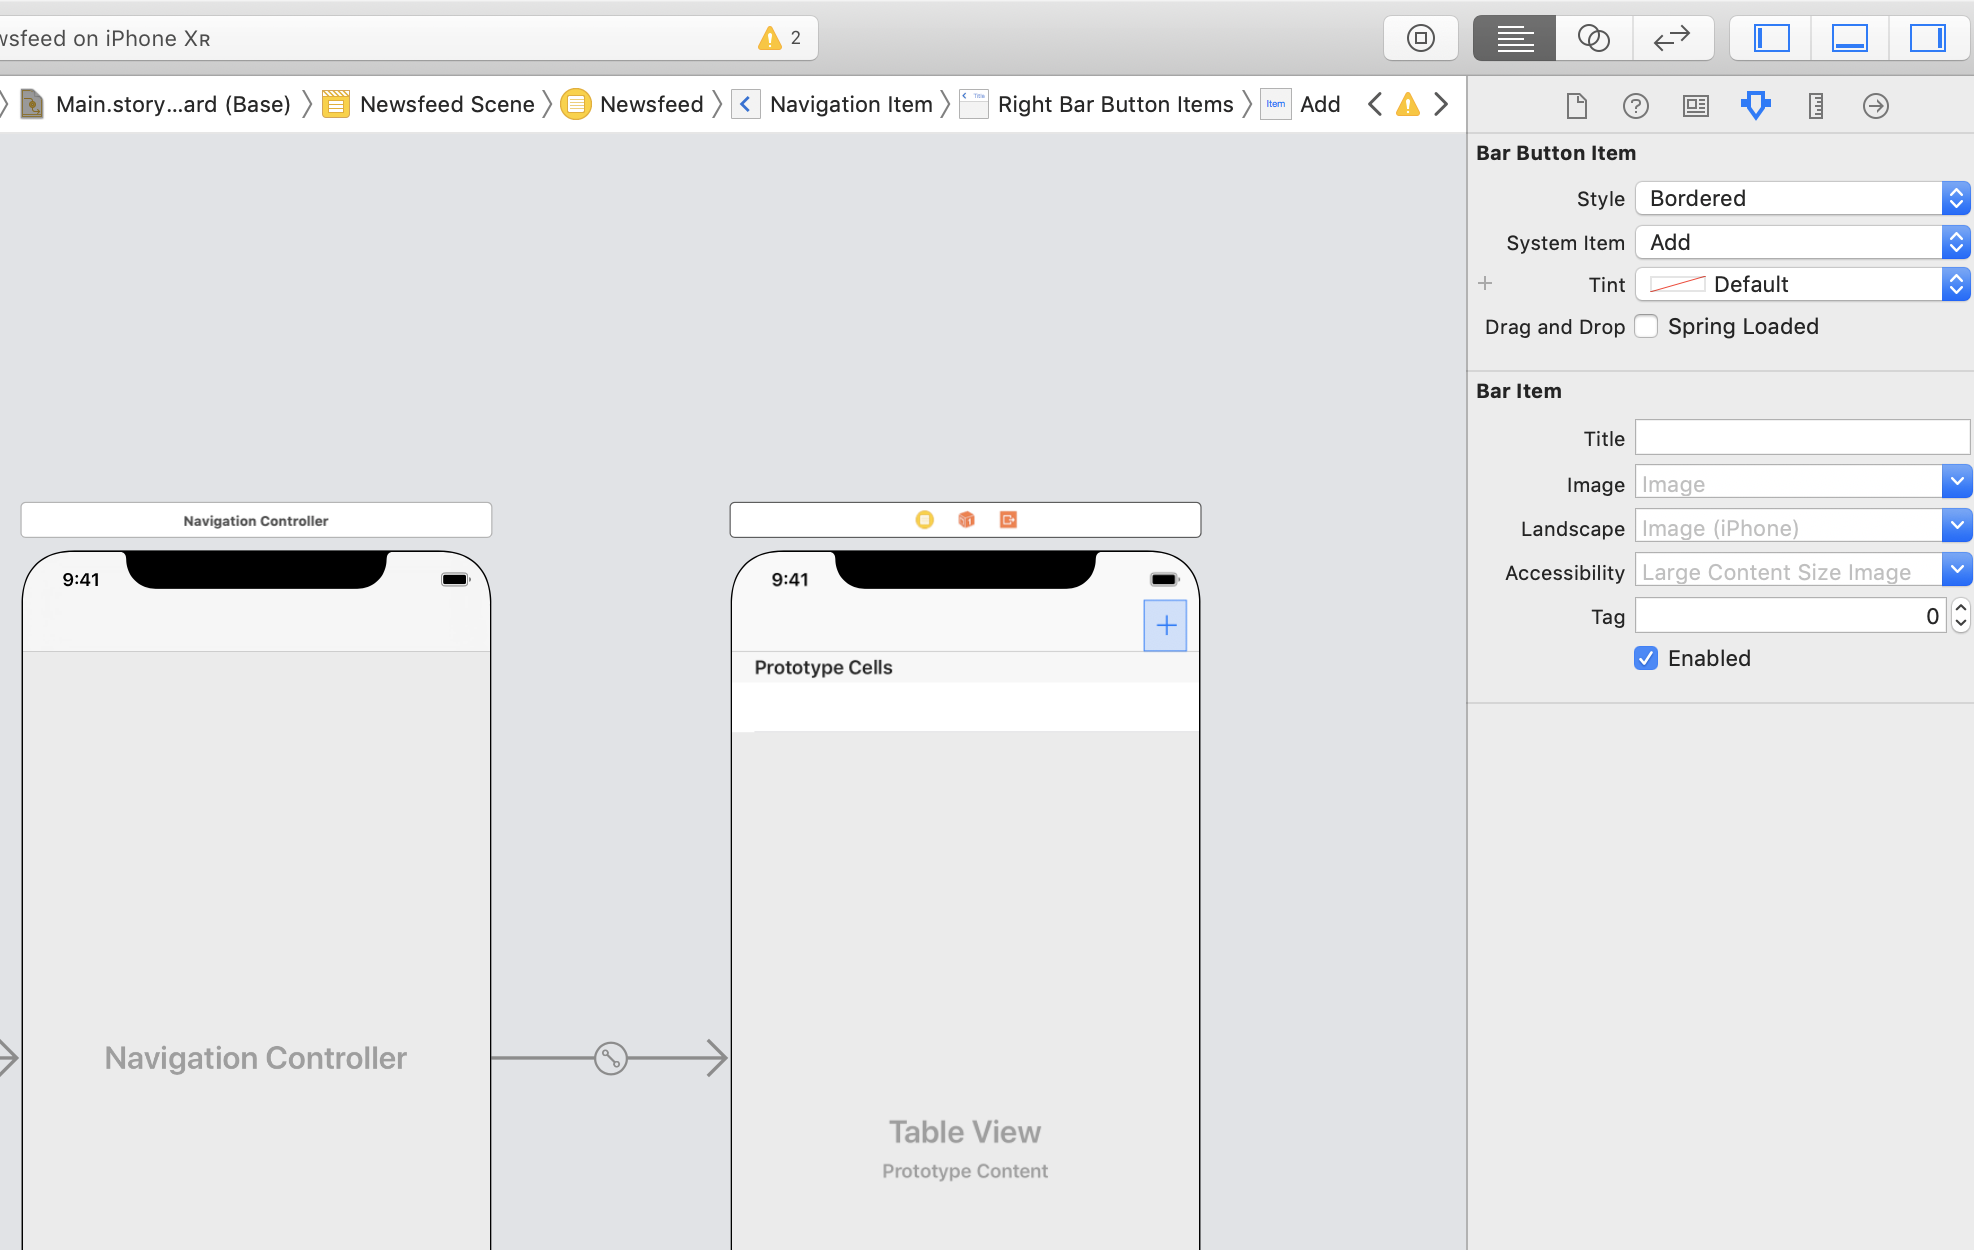 wsfeed on iPhone XR
2
Main.story...ard (Base)
Newsfeed Scene
Newsfeed
Navigation Item
Title
Right Bar Button Items
Item
Add
Bar Button Item
Style
Bordered
System Item
Add
Tint
Default
Drag and Drop
Spring Loaded
Bar Item
Title
Image
Image
Landscape
Image (iPhone)
Accessibility
Large Content Size Image
Tag
0
Enabled
Navigation Controller
9:41
Navigation Controller
9:41
Prototype Cells
Table View
Prototype Content